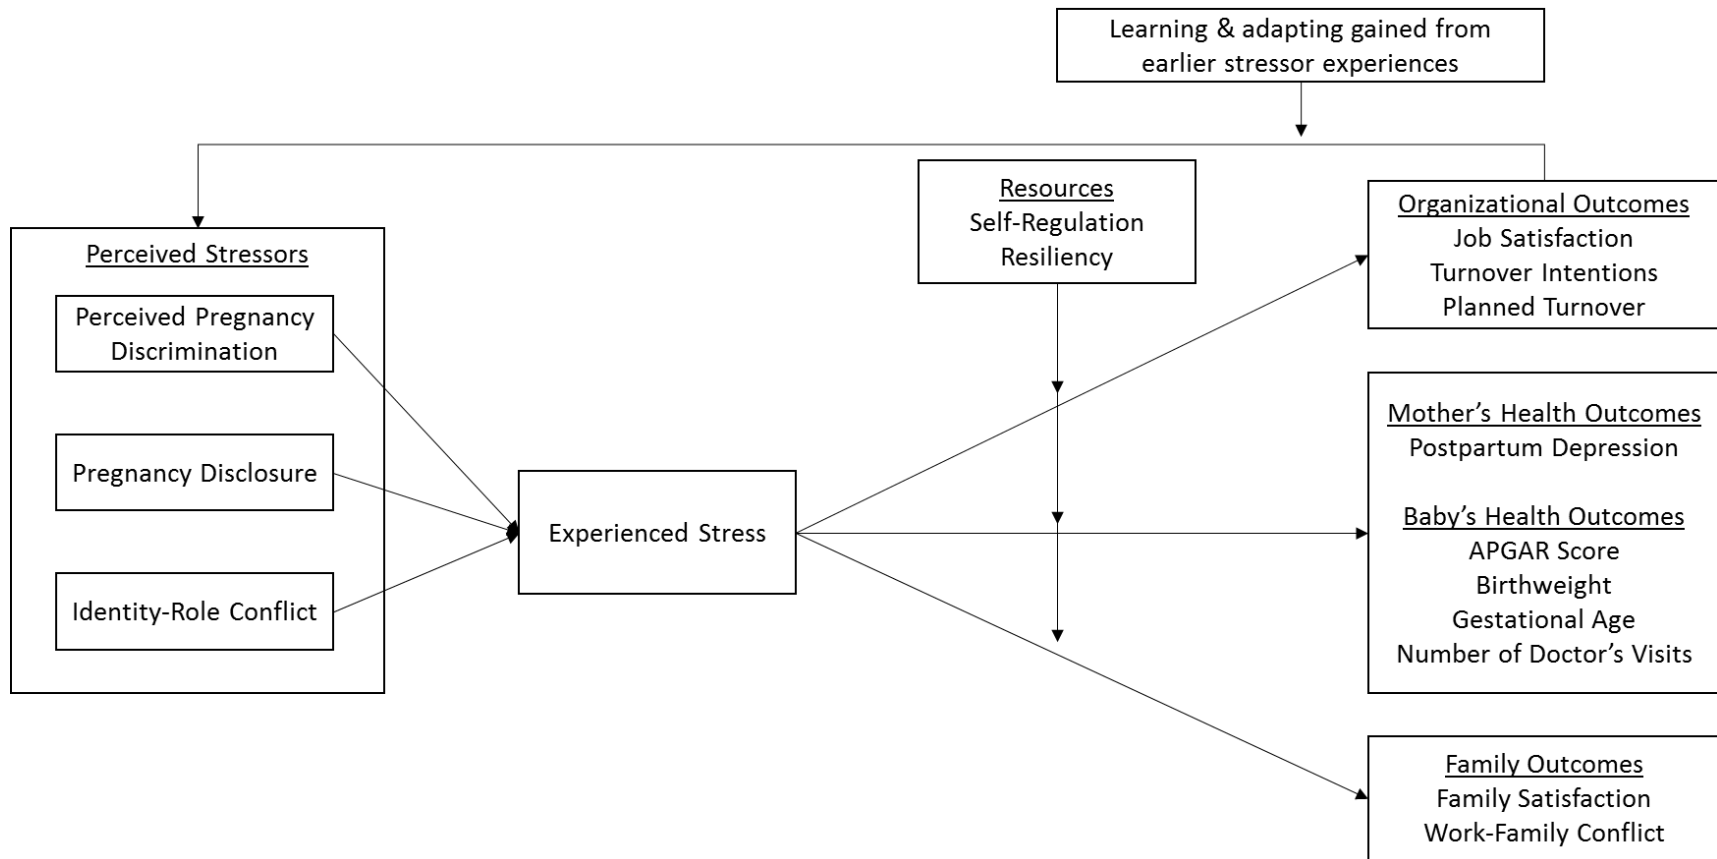 Learning & adapting gained from
earlier stressor experiences
Resources
Self-Regulation
Resiliency
Organizational Outcomes
Job Satisfaction
Turnover Intentions
Planned Turnover
Perceived Stressors
Perceived Pregnancy
Discrimination
Pregnancy Disclosure
Identity-Role Conflict
Experienced Stress
Mother’s Health Outcomes
Postpartum Depression
Baby’s Health Outcomes
APGAR Score
Birthweight
Gestational Age
Number of Doctor’s Visits
Family Outcomes
Family Satisfaction
Work-Family Conflict